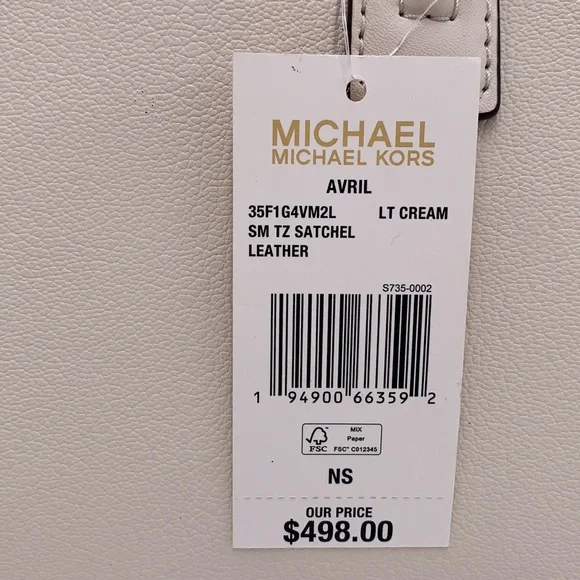 MICHAEL
MICHAEL KORS
AVRIL
35F1G4VM2L LT CREAM
SM TZ SATCHEL
LEATHER
S735-0002
1 94900 66359 2
FSC
MIX
Paper
FSC™ C012345
NS
OUR PRICE
$498.00